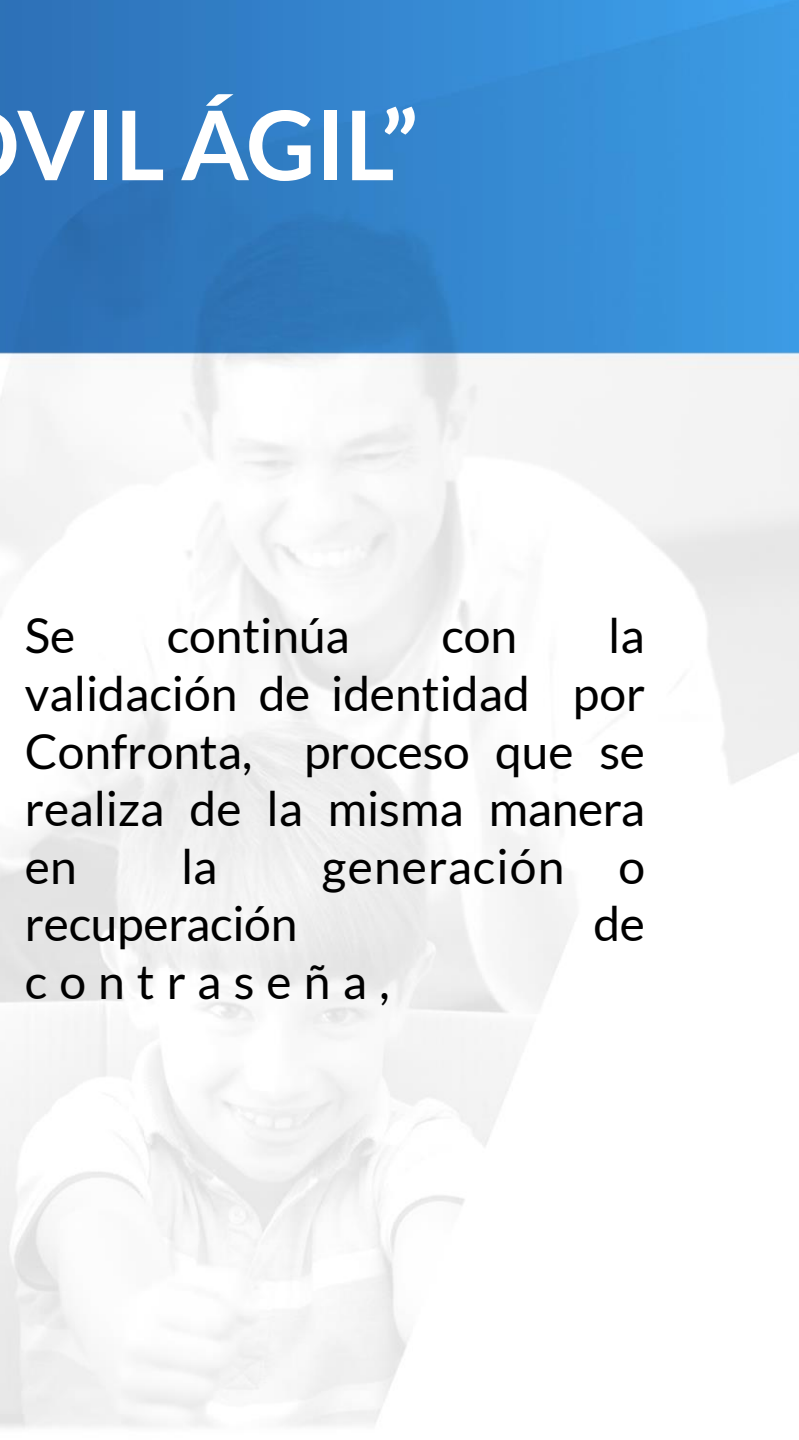 VIL ÁGIL”
Se continúa con la
validación de identidad por
Confronta, proceso que se
realiza de la misma manera
en la generación o
recuperación de
contraseña,